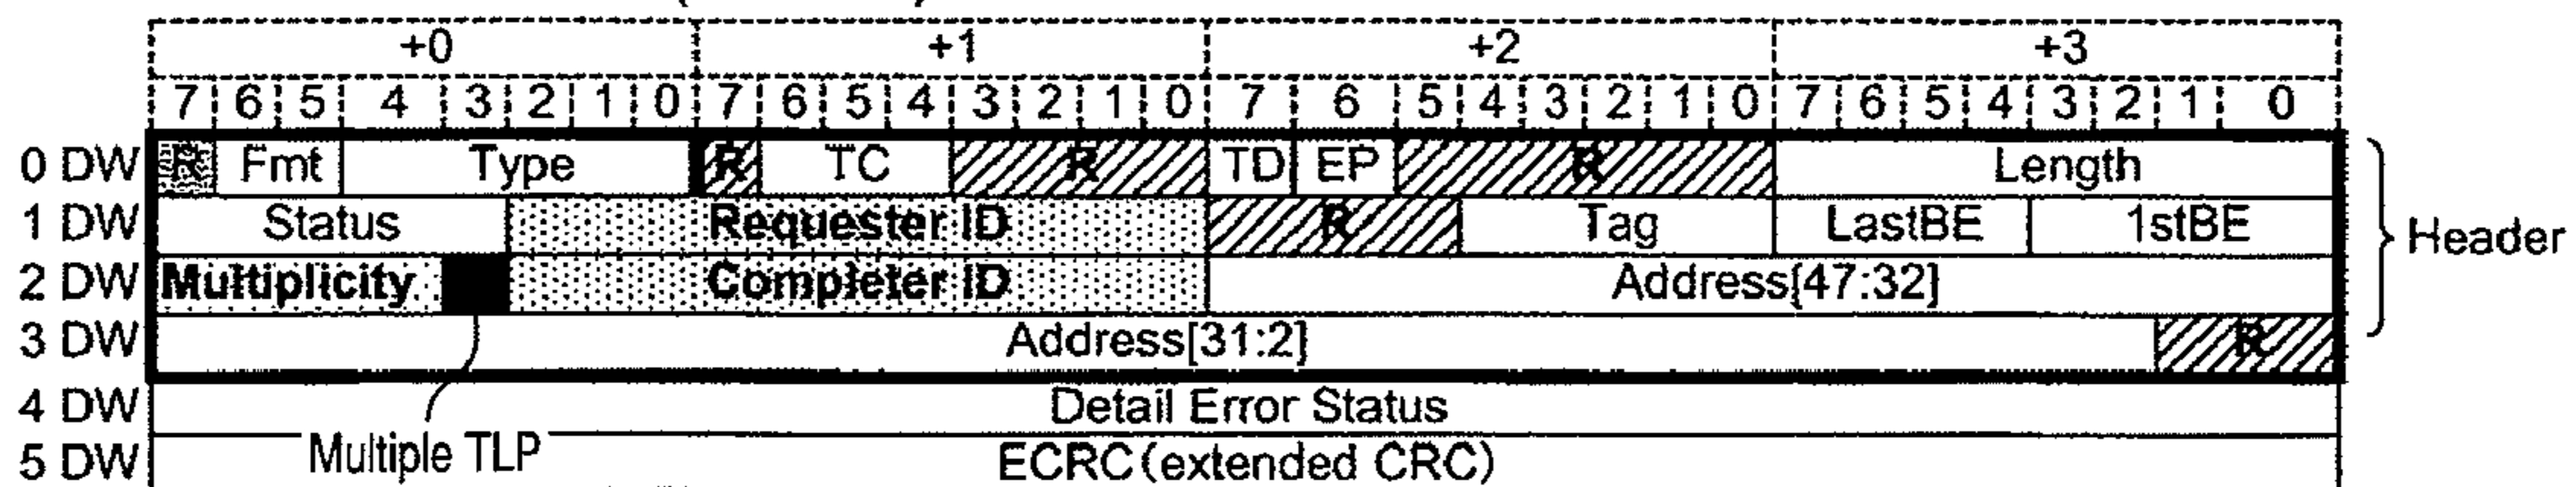 +0 +1 +2 +3
7 6 5 4 3 2 1 0 7 6 5 4 3 2 1 0 7 6 5 4 3 2 1 0 7 6 5 4 3 2 1 0
0 DW R Fmt Type R TC R TD EP R Length
1 DW Status Requester ID R Tag LastBE 1stBE
Header
2 DW Multiplicity Completer ID Address[47:32]
3 DW Address[31:2] R
4 DW Detail Error Status
Multiple TLP
5 DW ECRC(extended CRC)